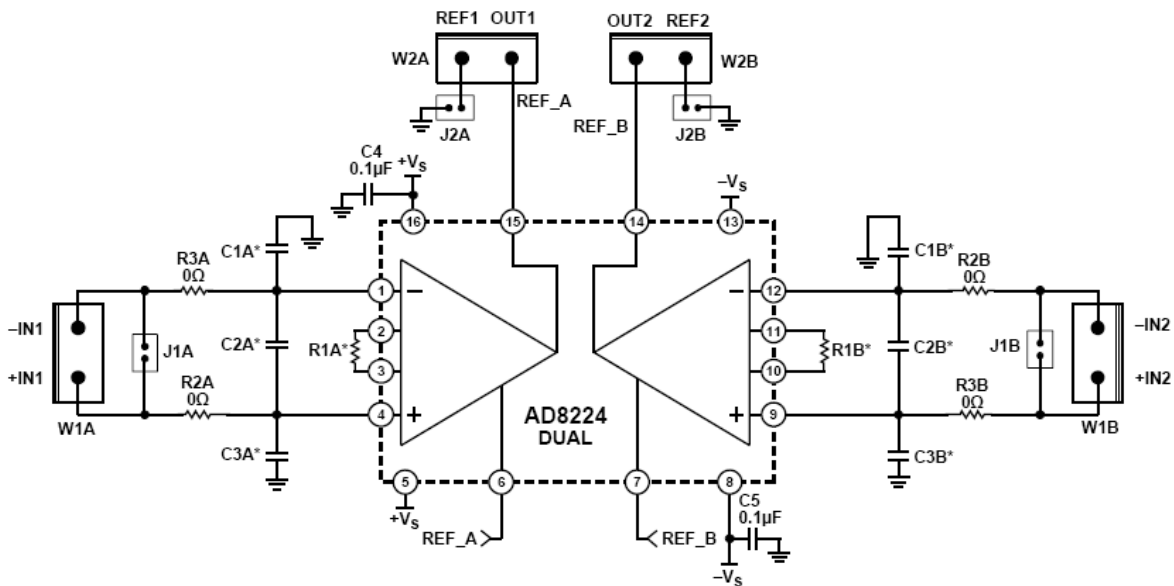 REF1 OUT1
OUT2 REF2
W2A
W2B
REF_A
REF_B
J2A
J2B
C4
0.1µF
+VS
–VS
16
15
14
13
C1A*
C1B*
R3A
0Ω
R2B
0Ω
1
–
12
–
–IN1
J1A
C2A*
R1A*
2
3
11
10
R1B*
C2B*
J1B
–IN2
+IN1
+IN2
R2A
0Ω
R3B
0Ω
4
+
9
+
AD8224
DUAL
W1A
W1B
C3A*
C3B*
5
6
7
8
+VS
C5
0.1µF
REF_A
REF_B
–VS